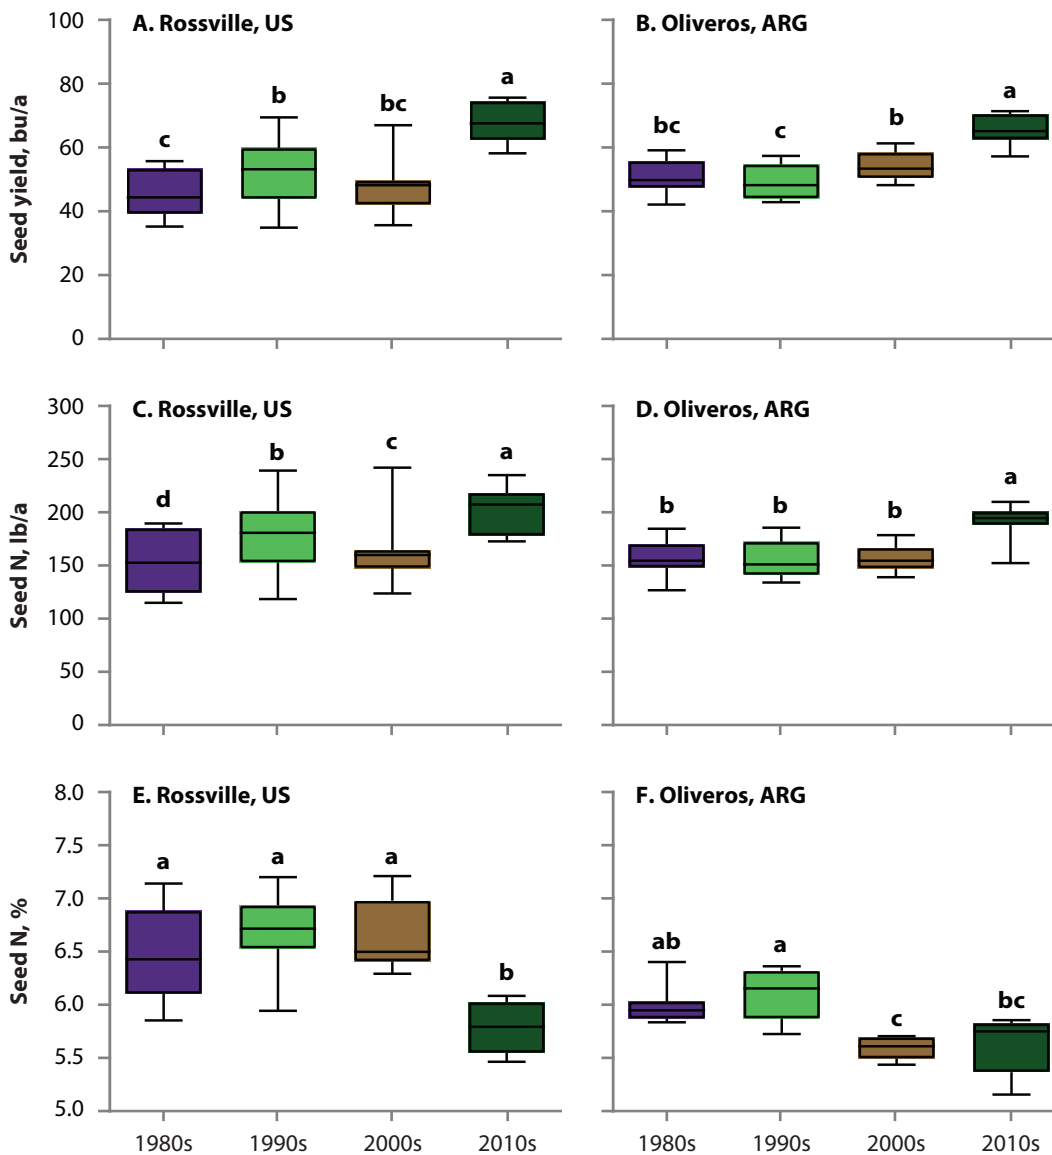 A. Rossville, US
B. Oliveros, ARG
Seed yield, bu/a
100
80
60
40
20
0
c
b
bc
a
bc
c
b
a
C. Rossville, US
D. Oliveros, ARG
Seed N, lb/a
300
250
200
150
100
50
0
d
b
c
a
b
b
b
a
E. Rossville, US
F. Oliveros, ARG
Seed N, %
8.0
7.5
7.0
6.5
6.0
5.5
5.0
a
a
a
b
ab
a
c
bc
1980s 1990s 2000s 2010s
1980s 1990s 2000s 2010s